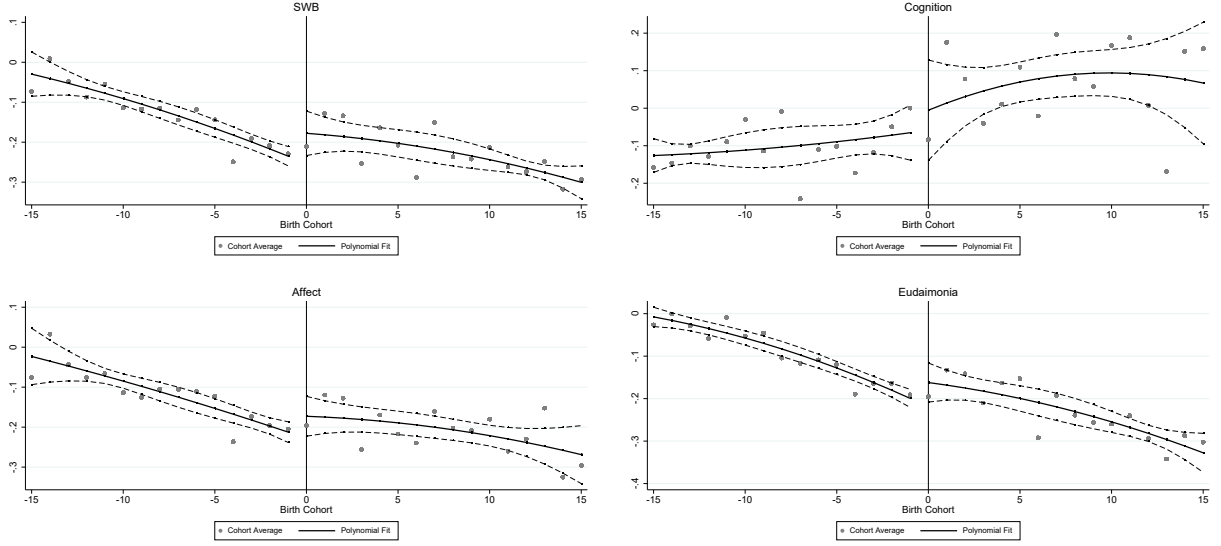 SWB
.1
0
-.1
-.2
-.3
-15 -10 -5 0 5 10 15
Birth Cohort
Cohort Average Polynomial Fit
Cognition
.2
.1
0
-.1
-.2
-15 -10 -5 0 5 10 15
Birth Cohort
Cohort Average Polynomial Fit
Affect
.1
0
-.1
-.2
-.3
-15 -10 -5 0 5 10 15
Birth Cohort
Cohort Average Polynomial Fit
Eudaimonia
0
-.1
-.2
-.3
-.4
-15 -10 -5 0 5 10 15
Birth Cohort
Cohort Average Polynomial Fit